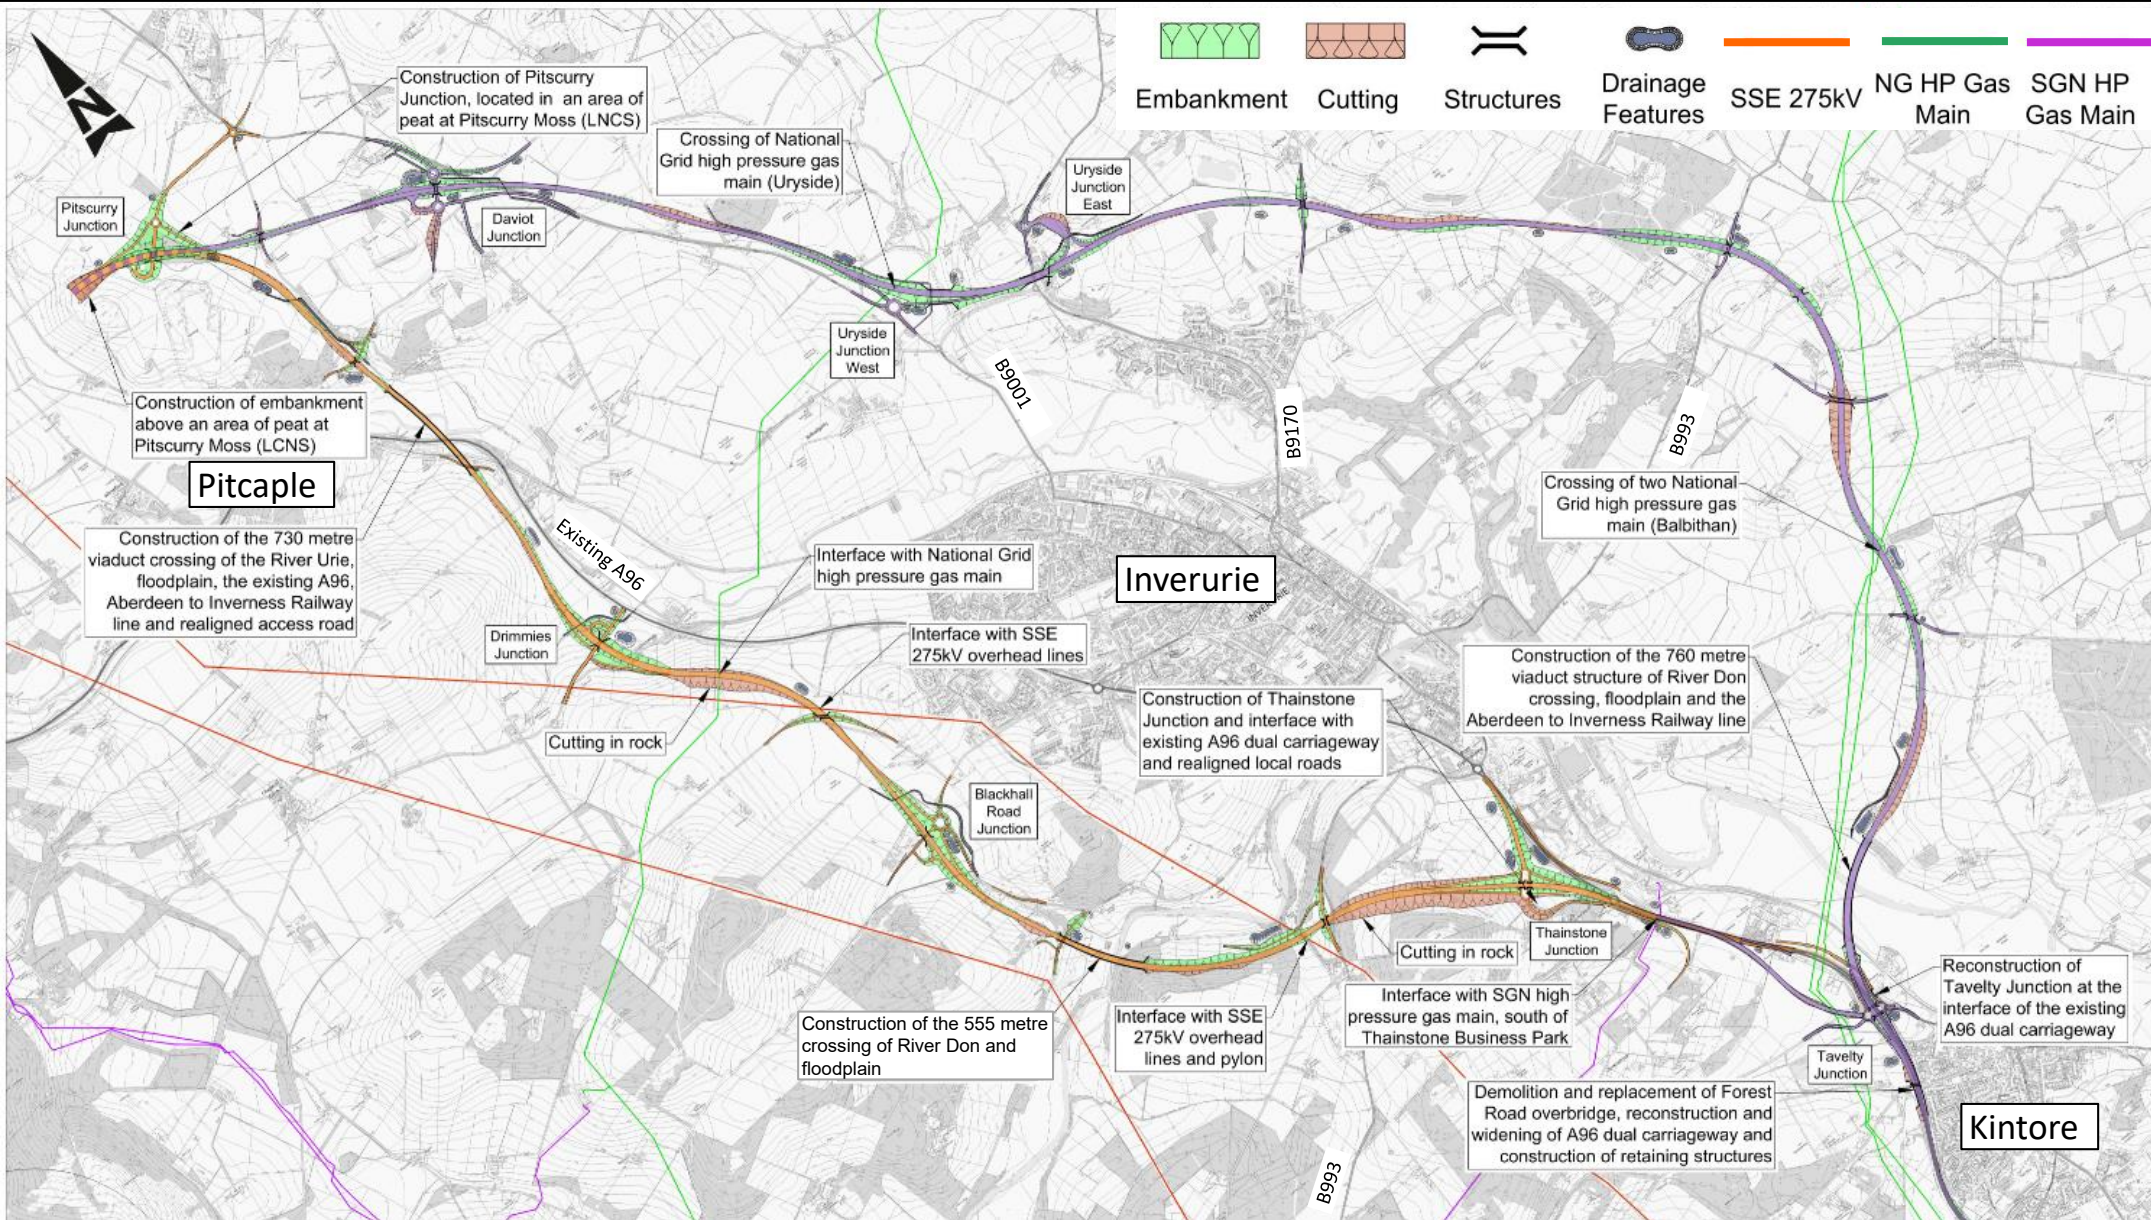 Embankment
Cutting
Structures
Drainage
Features
SSE 275kV
NG HP Gas
Main
SGN HP
Gas Main
N
Construction of Pitscurry
Junction, located in an area of
peat at Pitscurry Moss (LNCS)
Crossing of National
Grid high pressure gas
main (Uryside)
Uryside
Junction
East
Pitscurry
Junction
Daviot
Junction
Uryside
Junction
West
B9001
B9170
B993
Construction of embankment
above an area of peat at
Pitscurry Moss (LCNS)
Pitcaple
Crossing of two National
Grid high pressure gas
main (Balbithan)
Construction of the 730 metre
viaduct crossing of the River Urie,
floodplain, the existing A96,
Aberdeen to Inverness Railway
line and realigned access road
Existing A96
Interface with National Grid
high pressure gas main
Inverurie
INVERURIE
Drimmies
Junction
Interface with SSE
275kV overhead lines
Construction of the 760 metre
viaduct structure of River Don
crossing, floodplain and the
Aberdeen to Inverness Railway line
Construction of Thainstone
Junction and interface with
existing A96 dual carriageway
and realigned local roads
Cutting in rock
Blackhall
Road
Junction
Cutting in rock
Thainstone
Junction
Reconstruction of
Tavelty Junction at the
interface of the existing
A96 dual carriageway
Construction of the 555 metre
crossing of River Don and
floodplain
Interface with SSE
275kV overhead
lines and pylon
Interface with SGN high
pressure gas main, south of
Thainstone Business Park
Tavelty
Junction
Demolition and replacement of Forest
Road overbridge, reconstruction and
widening of A96 dual carriageway and
construction of retaining structures
Kintore
B993